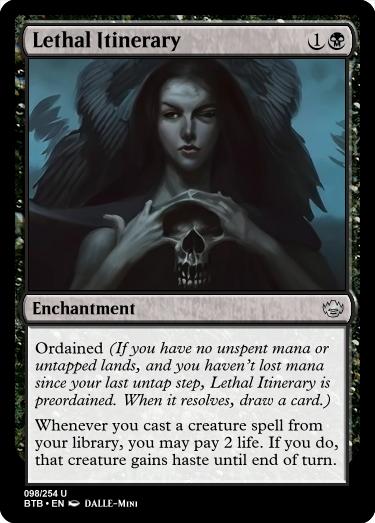 Lethal Itinerary 1
Enchantment
Ordained (If you have no unspent mana or
untapped lands, and you haven't lost mana
since your last untap step, Lethal Itinerary is
preordained. When it resolves, draw a card.)
Whenever you cast a creature spell from
your library, you may pay 2 life. If you do,
that creature gains haste until end of turn.
098/254 U
BTB • EN DALLE-Mini